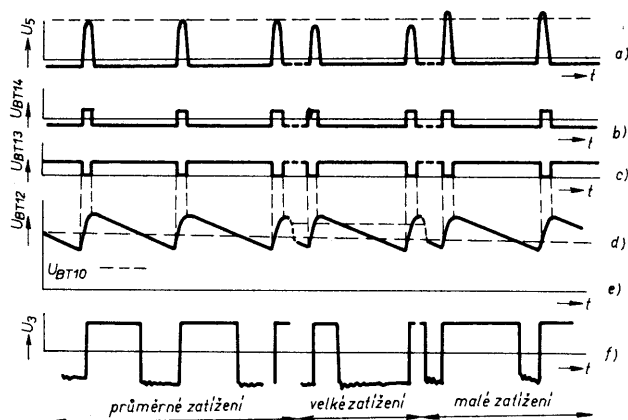 U5
t
a)
UBT14
b)
UBT13
t
c)
UBT12
d)
UBT10
t
e)
U3
t
f)
průměrné zatížení
velké zatížení
malé zatížení